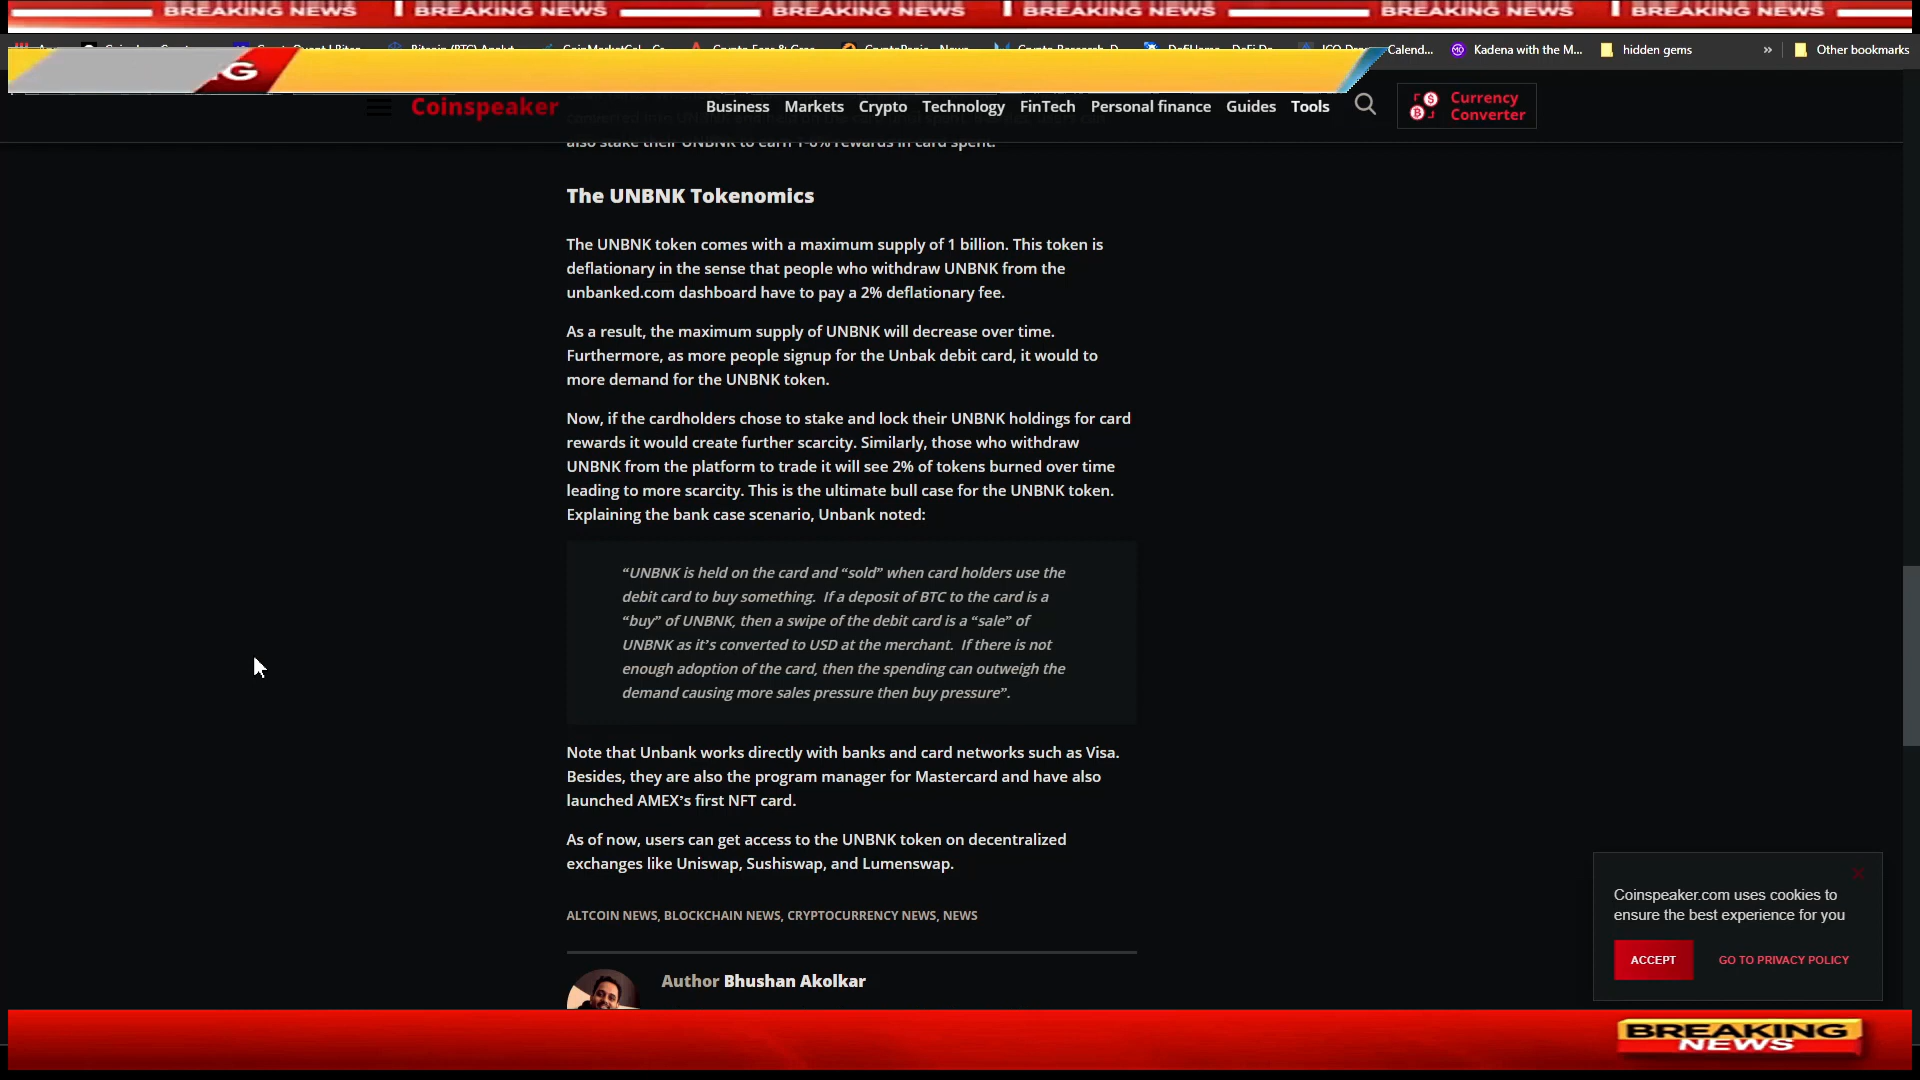 BREAKING NEWS BREAKING NEWS BREAKING NEWS BREAKING NEWS BREAKING NEWS BREAKING NEWS
Calend... Kadena with the M... hidden gems » Other bookmarks
G
Coinspeaker Business Markets Crypto Technology FinTech Personal finance Guides Tools Currency Converter
also stake their UNBNK to earn 1-6% rewards in card spent.
The UNBNK Tokenomics
The UNBNK token comes with a maximum supply of 1 billion. This token is
deflationary in the sense that people who withdraw UNBNK from the
unbanked.com dashboard have to pay a 2% deflationary fee.
As a result, the maximum supply of UNBNK will decrease over time.
Furthermore, as more people signup for the Unbak debit card, it would to
more demand for the UNBNK token.
Now, if the cardholders chose to stake and lock their UNBNK holdings for card
rewards it would create further scarcity. Similarly, those who withdraw
UNBNK from the platform to trade it will see 2% of tokens burned over time
leading to more scarcity. This is the ultimate bull case for the UNBNK token.
Explaining the bank case scenario, Unbank noted:
“UNBNK is held on the card and “sold” when card holders use the
debit card to buy something. If a deposit of BTC to the card is a
“buy” of UNBNK, then a swipe of the debit card is a “sale” of
UNBNK as it’s converted to USD at the merchant. If there is not
enough adoption of the card, then the spending can outweigh the
demand causing more sales pressure then buy pressure”.
Note that Unbank works directly with banks and card networks such as Visa.
Besides, they are also the program manager for Mastercard and have also
launched AMEX’s first NFT card.
As of now, users can get access to the UNBNK token on decentralized
exchanges like Uniswap, Sushiswap, and Lumenswap.
ALTCOIN NEWS, BLOCKCHAIN NEWS, CRYPTOCURRENCY NEWS, NEWS
Author Bhushan Akolkar
Coinspeaker.com uses cookies to
ensure the best experience for you
ACCEPT GO TO PRIVACY POLICY
BREAKING
NEWS